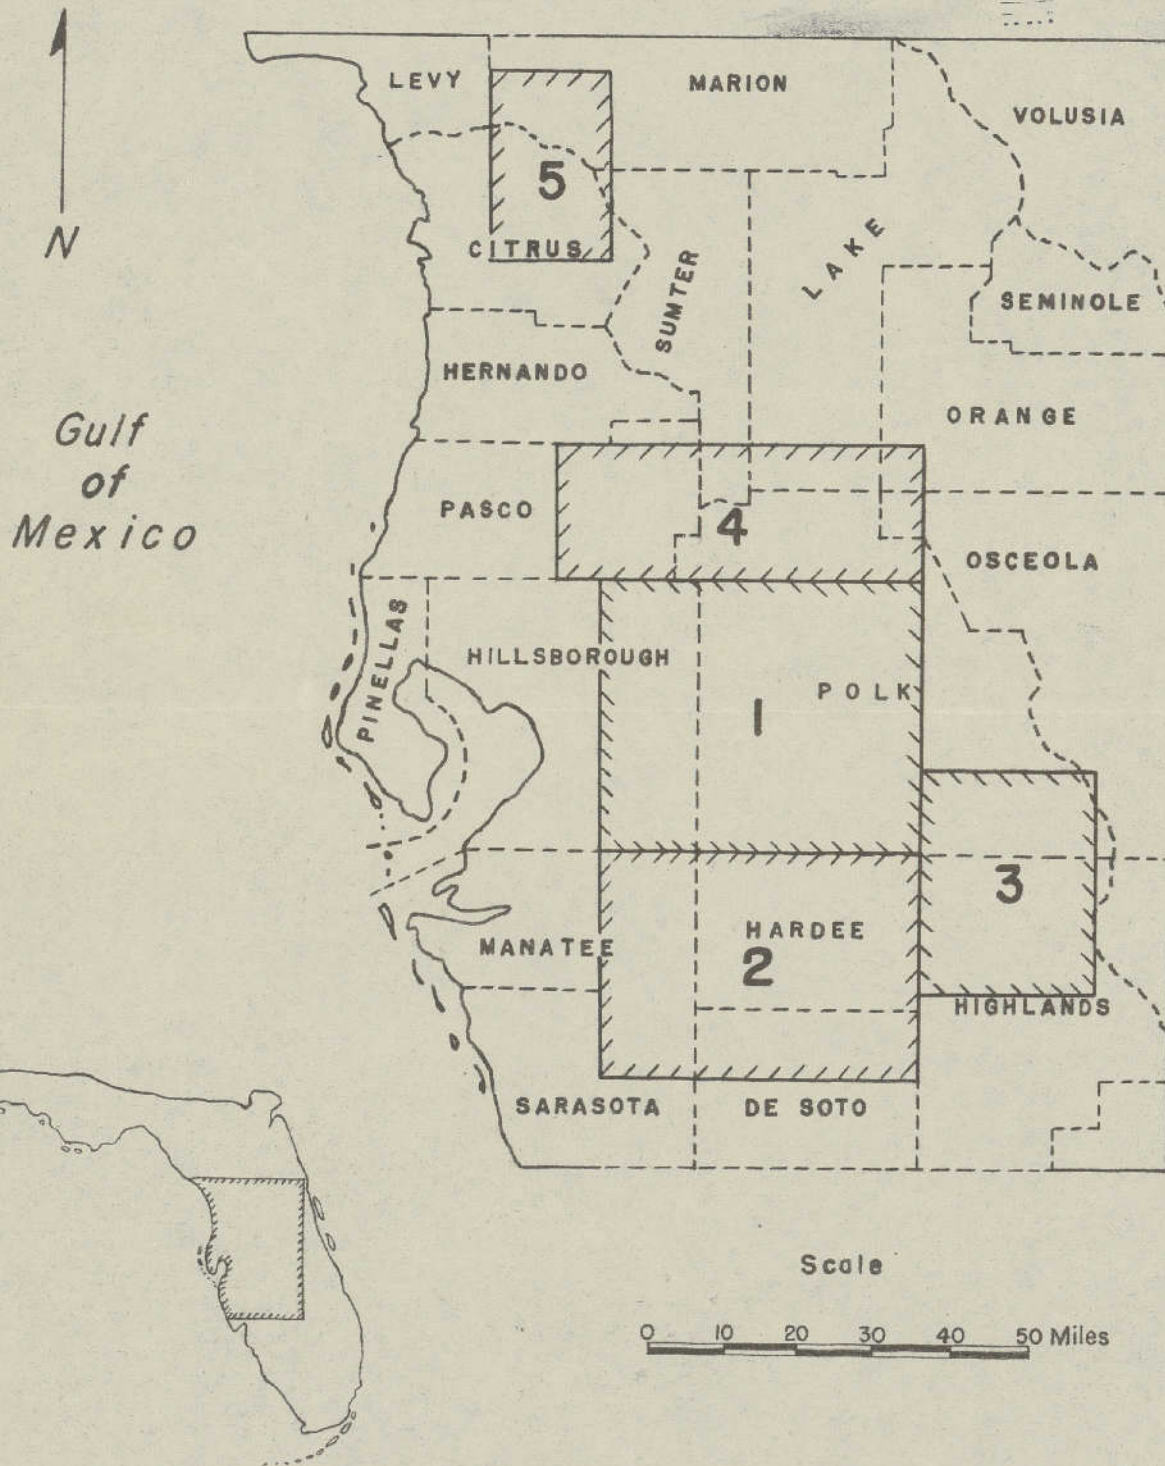 LEVY
MARION
VOLUSIA
5
N
CITRUS
LAKE
SUMTER
SEMINOLE
HERNANDO
ORANGE
Gulf
of
Mexico
PASCO
4
OSCEOLA
PINELLAS
HILLSBOROUGH
POLK
1
3
HARDEE
MANATEE
2
HIGHLANDS
SARASOTA
DE SOTO
Scale
0 10 20 30 40 50 Miles